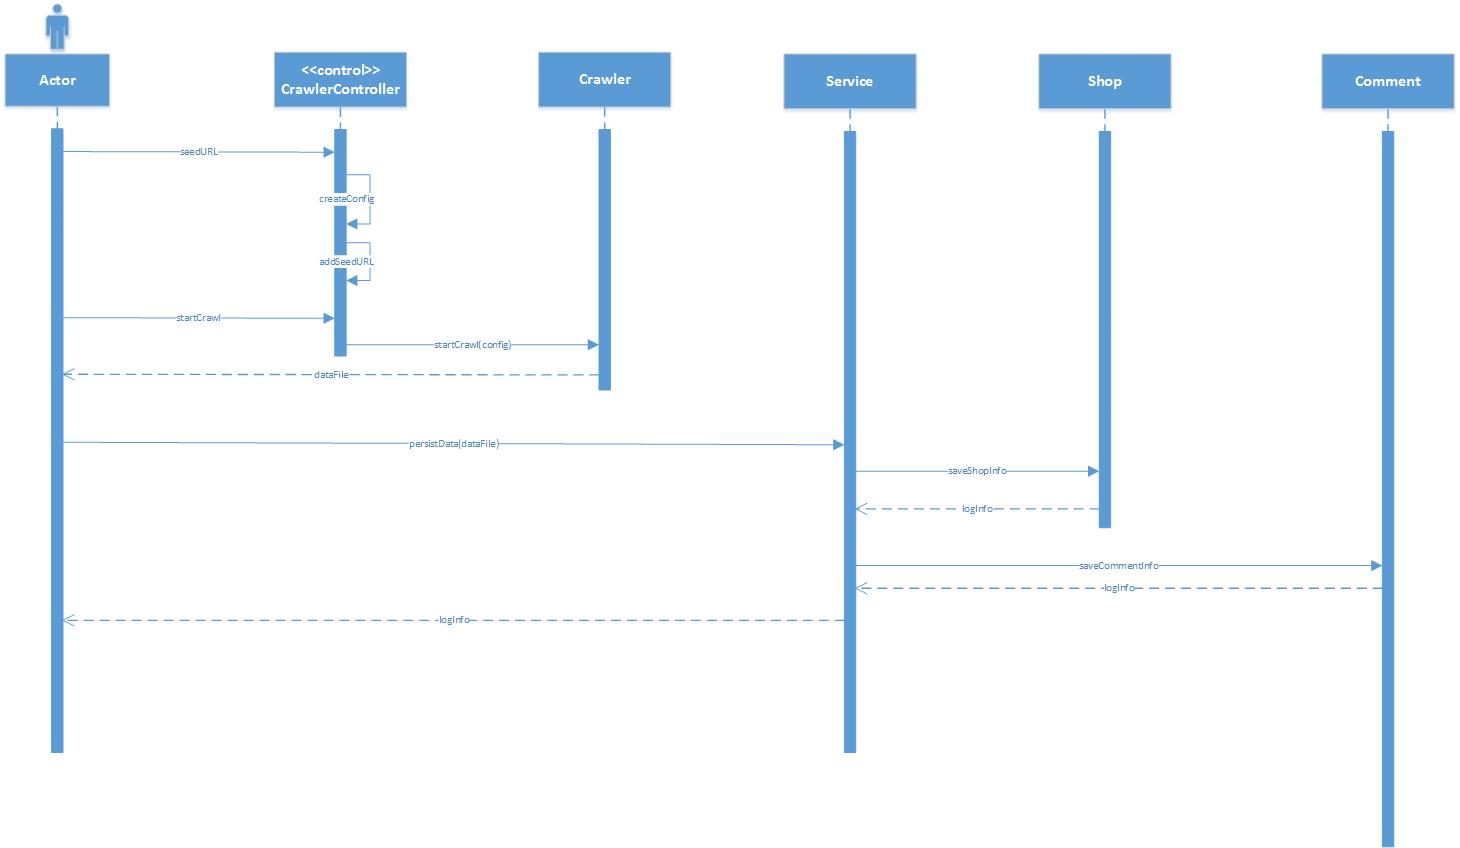 Actor
<<control>>
CrawlerController
Crawler
Service
Shop
Comment
seedURL
createConfig
addSeedURL
startCrawl
startCrawl(config)
dataFile
persistData(dataFile)
saveShopInfo
logInfo
saveCommentInfo
logInfo
logInfo